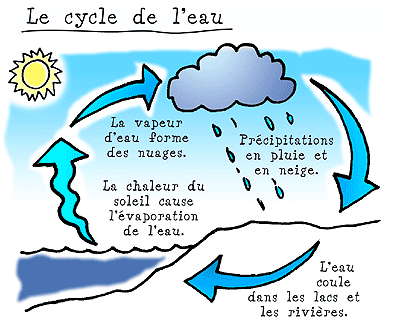 Le cycle de l'eau
La vapeur
d'eau forme
des nuages.
Précipitations
en pluie et
en neige.
La chaleur du
soleil cause
l'évaporation
de l'eau.
L'eau
coule
dans les lacs et
les rivières.